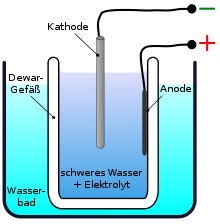 Kathode
−
+
Dewar-
Gefäß
Anode
schweres Wasser
+ Elektrolyt
Wasser-
bad